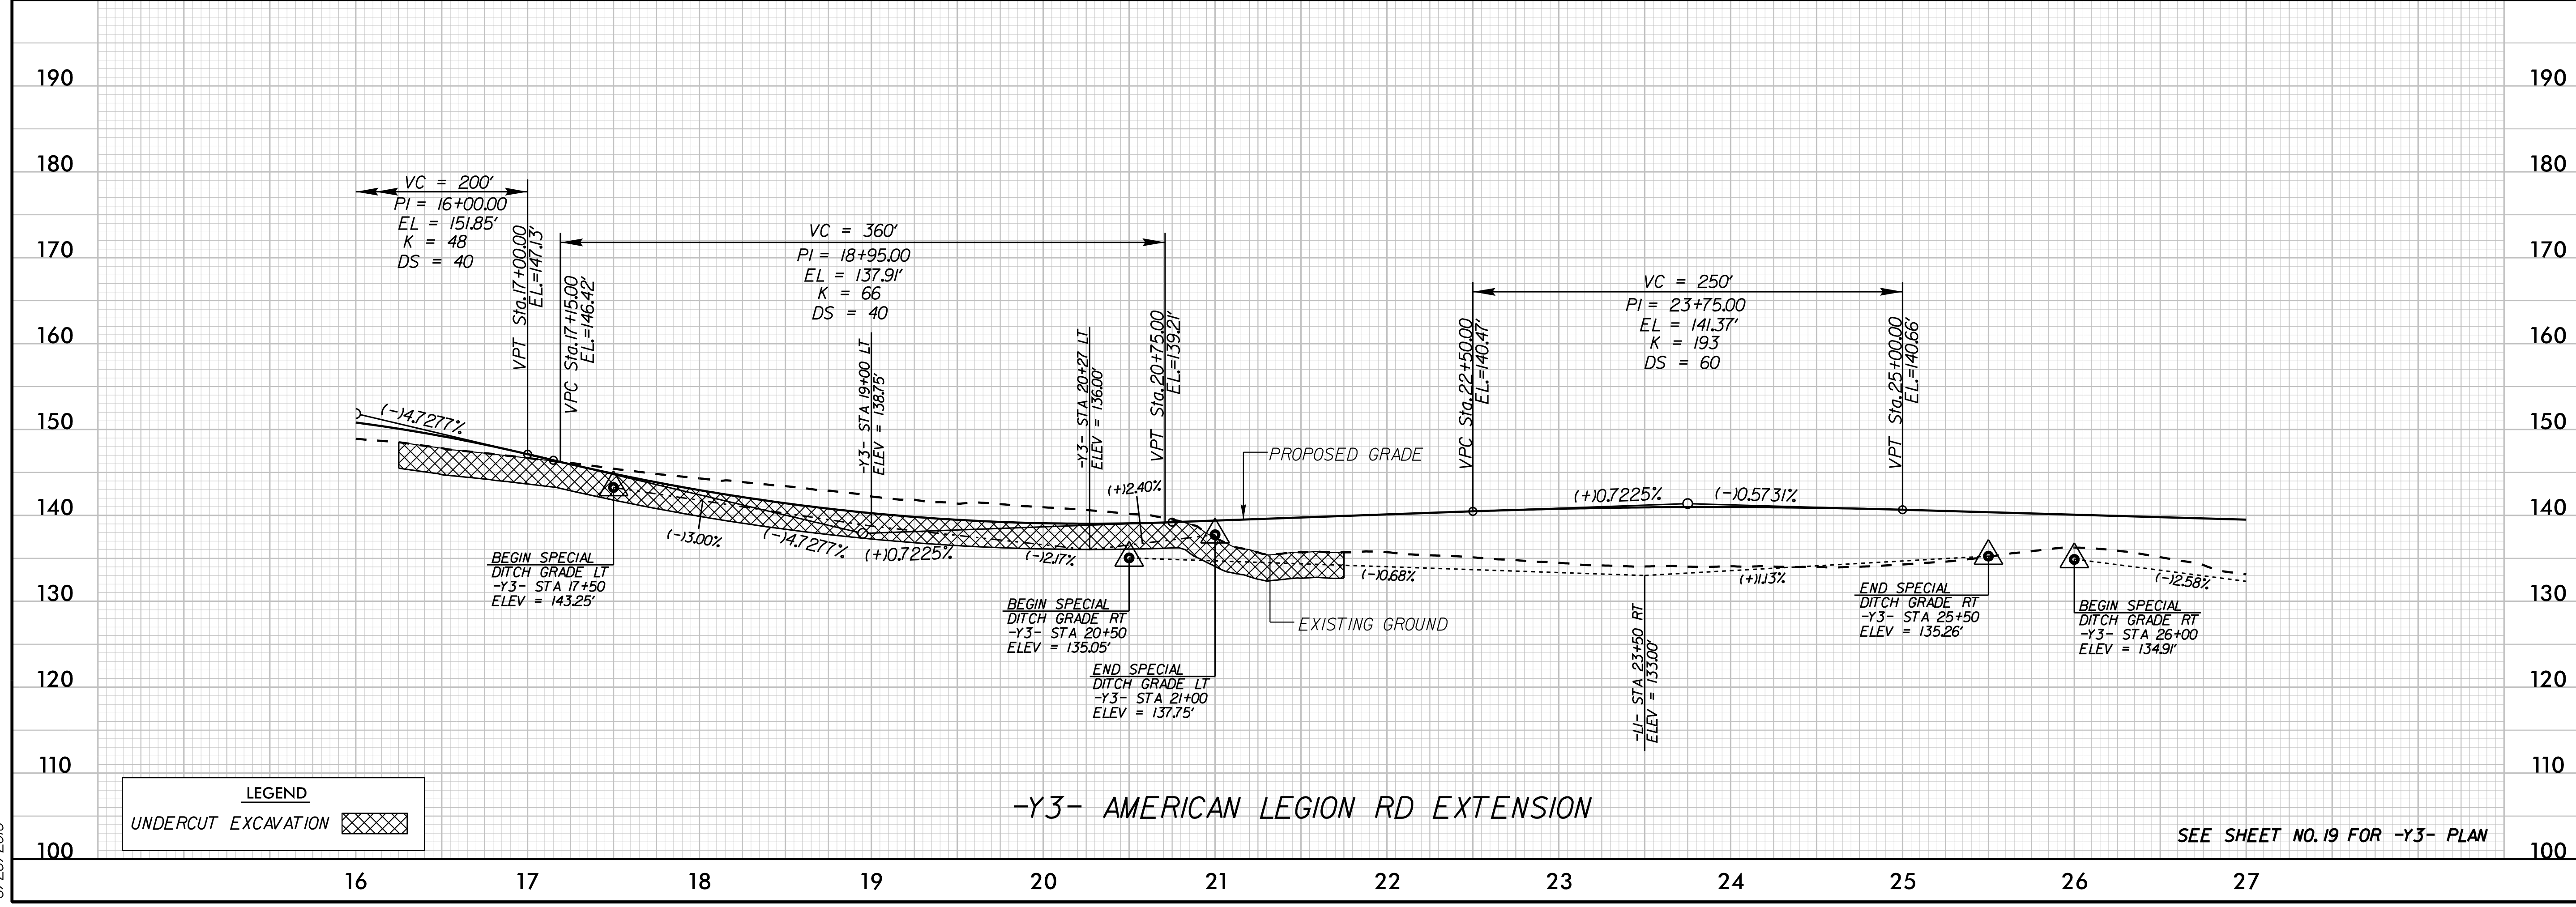 190
180
170
160
150
140
130
120
110
100
190
180
170
160
150
140
130
120
110
100
VC = 200'
PI = 16+00.00
EL = 151.85'
K = 48
DS = 40
VPT Sta.17+00.00
EL.=147.13'
VPC Sta.17+15.00
EL.=146.42'
VC = 360'
PI = 18+95.00
EL = 137.91'
K = 66
DS = 40
-Y3- STA 19+00 LT
ELEV = 138.75'
-Y3- STA 20+27 LT
ELEV = 136.00'
VPT Sta.20+75.00
EL.=139.21'
VC = 250'
PI = 23+75.00
EL = 141.37'
K = 193
DS = 60
VPC Sta.22+50.00
EL.=140.47'
VPT Sta.25+00.00
EL.=140.66'
(-)4.7277%
(-)3.00%
(-)4.7277%
(+)0.7225%
(-)2.17%
(+)2.40%
PROPOSED GRADE
(+)0.7225%
(-)0.5731%
(-)0.68%
(+)1.13%
(-)2.58%
BEGIN SPECIAL
DITCH GRADE LT
-Y3- STA 17+50
ELEV = 143.25'
BEGIN SPECIAL
DITCH GRADE RT
-Y3- STA 20+50
ELEV = 135.05'
END SPECIAL
DITCH GRADE LT
-Y3- STA 21+00
ELEV = 137.75'
EXISTING GROUND
-L1- STA 23+50 RT
ELEV = 133.00'
END SPECIAL
DITCH GRADE RT
-Y3- STA 25+50
ELEV = 135.26'
BEGIN SPECIAL
DITCH GRADE RT
-Y3- STA 26+00
ELEV = 134.91'
LEGEND
UNDERCUT EXCAVATION
-Y3- AMERICAN LEGION RD EXTENSION
SEE SHEET NO. 19 FOR -Y3- PLAN
16 17 18 19 20 21 22 23 24 25 26 27